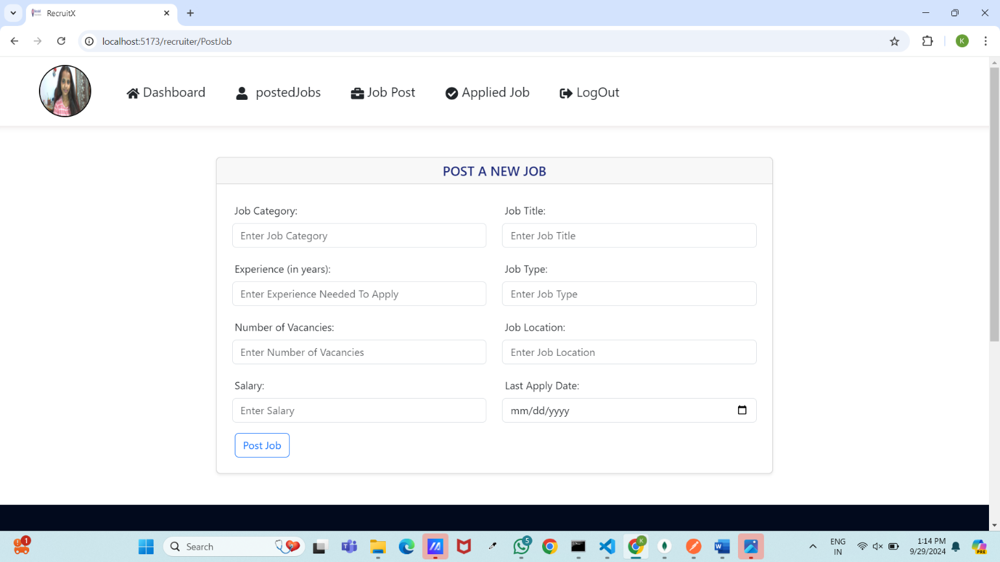 RecruitX
localhost:5173/recruiter/PostJob
K
Dashboard
postedJobs
Job Post
Applied Job
LogOut
POST A NEW JOB
Job Category:
Job Title:
Enter Job Category
Enter Job Title
Experience (in years):
Job Type:
Enter Experience Needed To Apply
Enter Job Type
Number of Vacancies:
Job Location:
Enter Number of Vacancies
Enter Job Location
Salary:
Last Apply Date:
Enter Salary
mm/dd/yyyy
Post Job
1
Search
5
K
ENG
IN
1:14 PM
9/29/2024
PRE